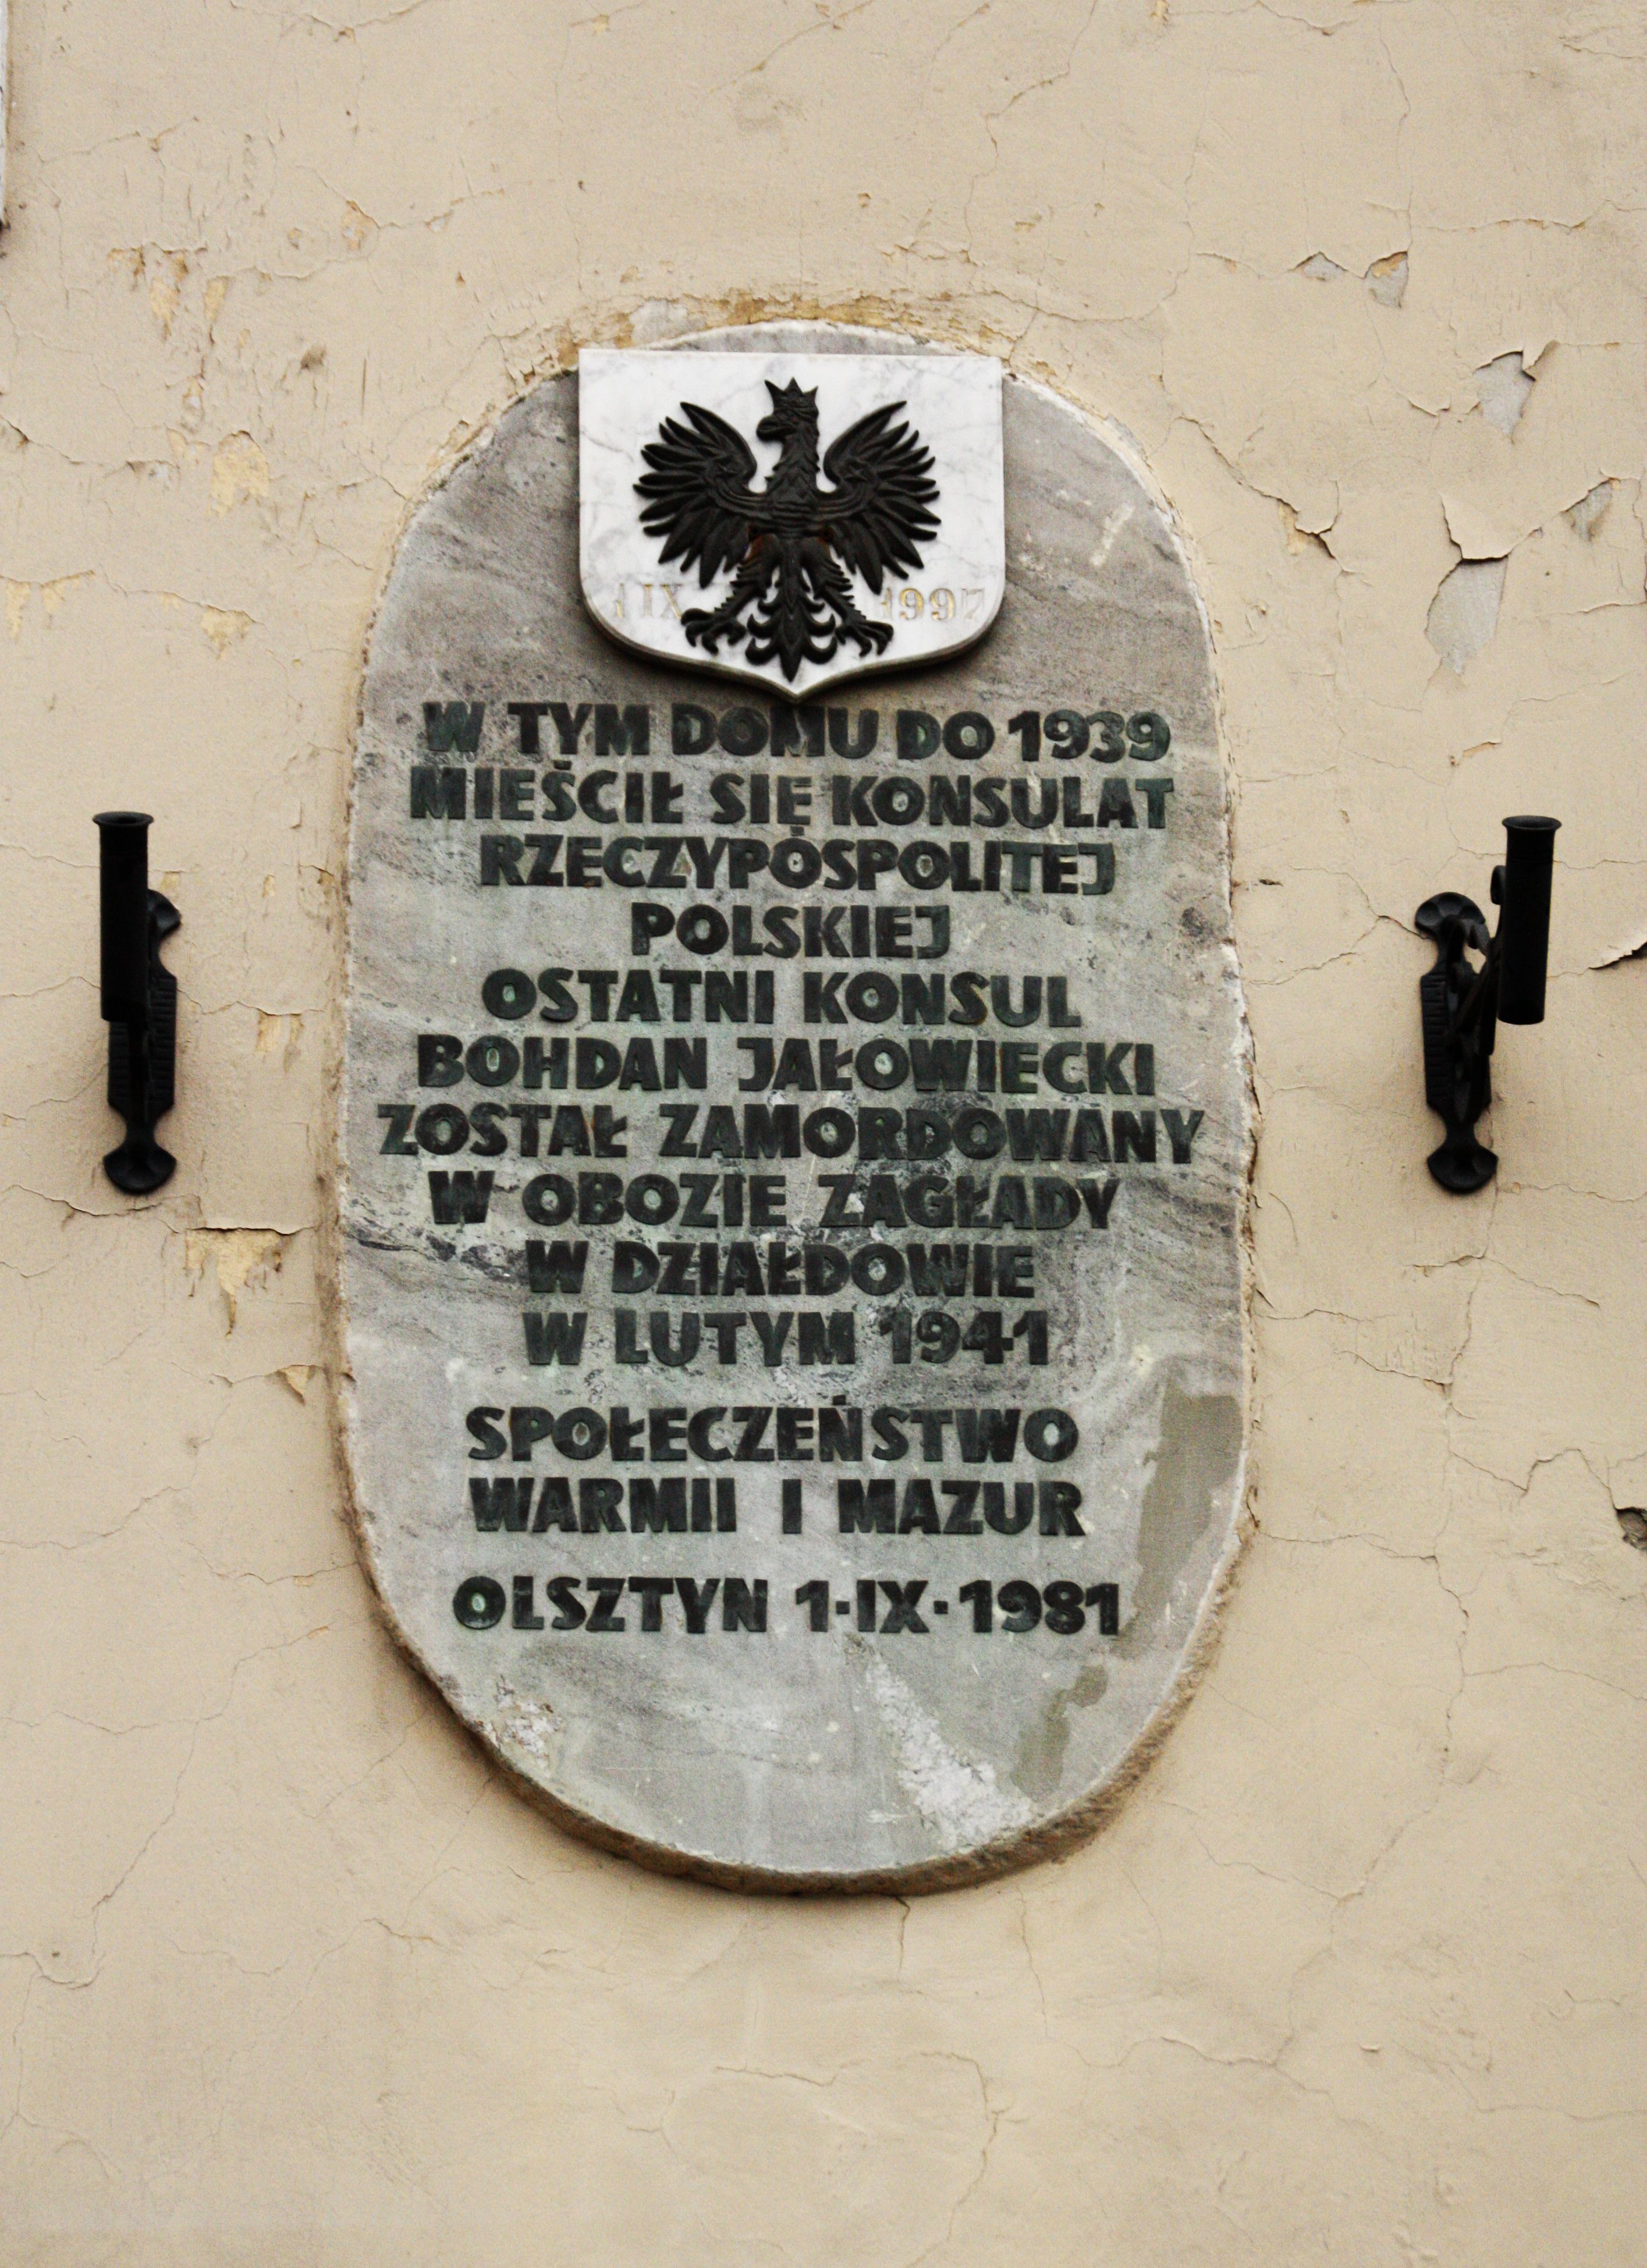 1 IX 1997
W TYM DOMU DO 1939
MIEŚCIŁ SIĘ KONSULAT
RZECZYPOSPOLITEJ
POLSKIEJ
OSTATNI KONSUL
BOHDAN JAŁOWIECKI
ZOSTAŁ ZAMORDOWANY
W OBOZIE ZAGŁADY
W DZIAŁDOWIE
W LUTYM 1941
SPOŁECZEŃSTWO
WARMII I MAZUR
OLSZTYN 1·IX·1981